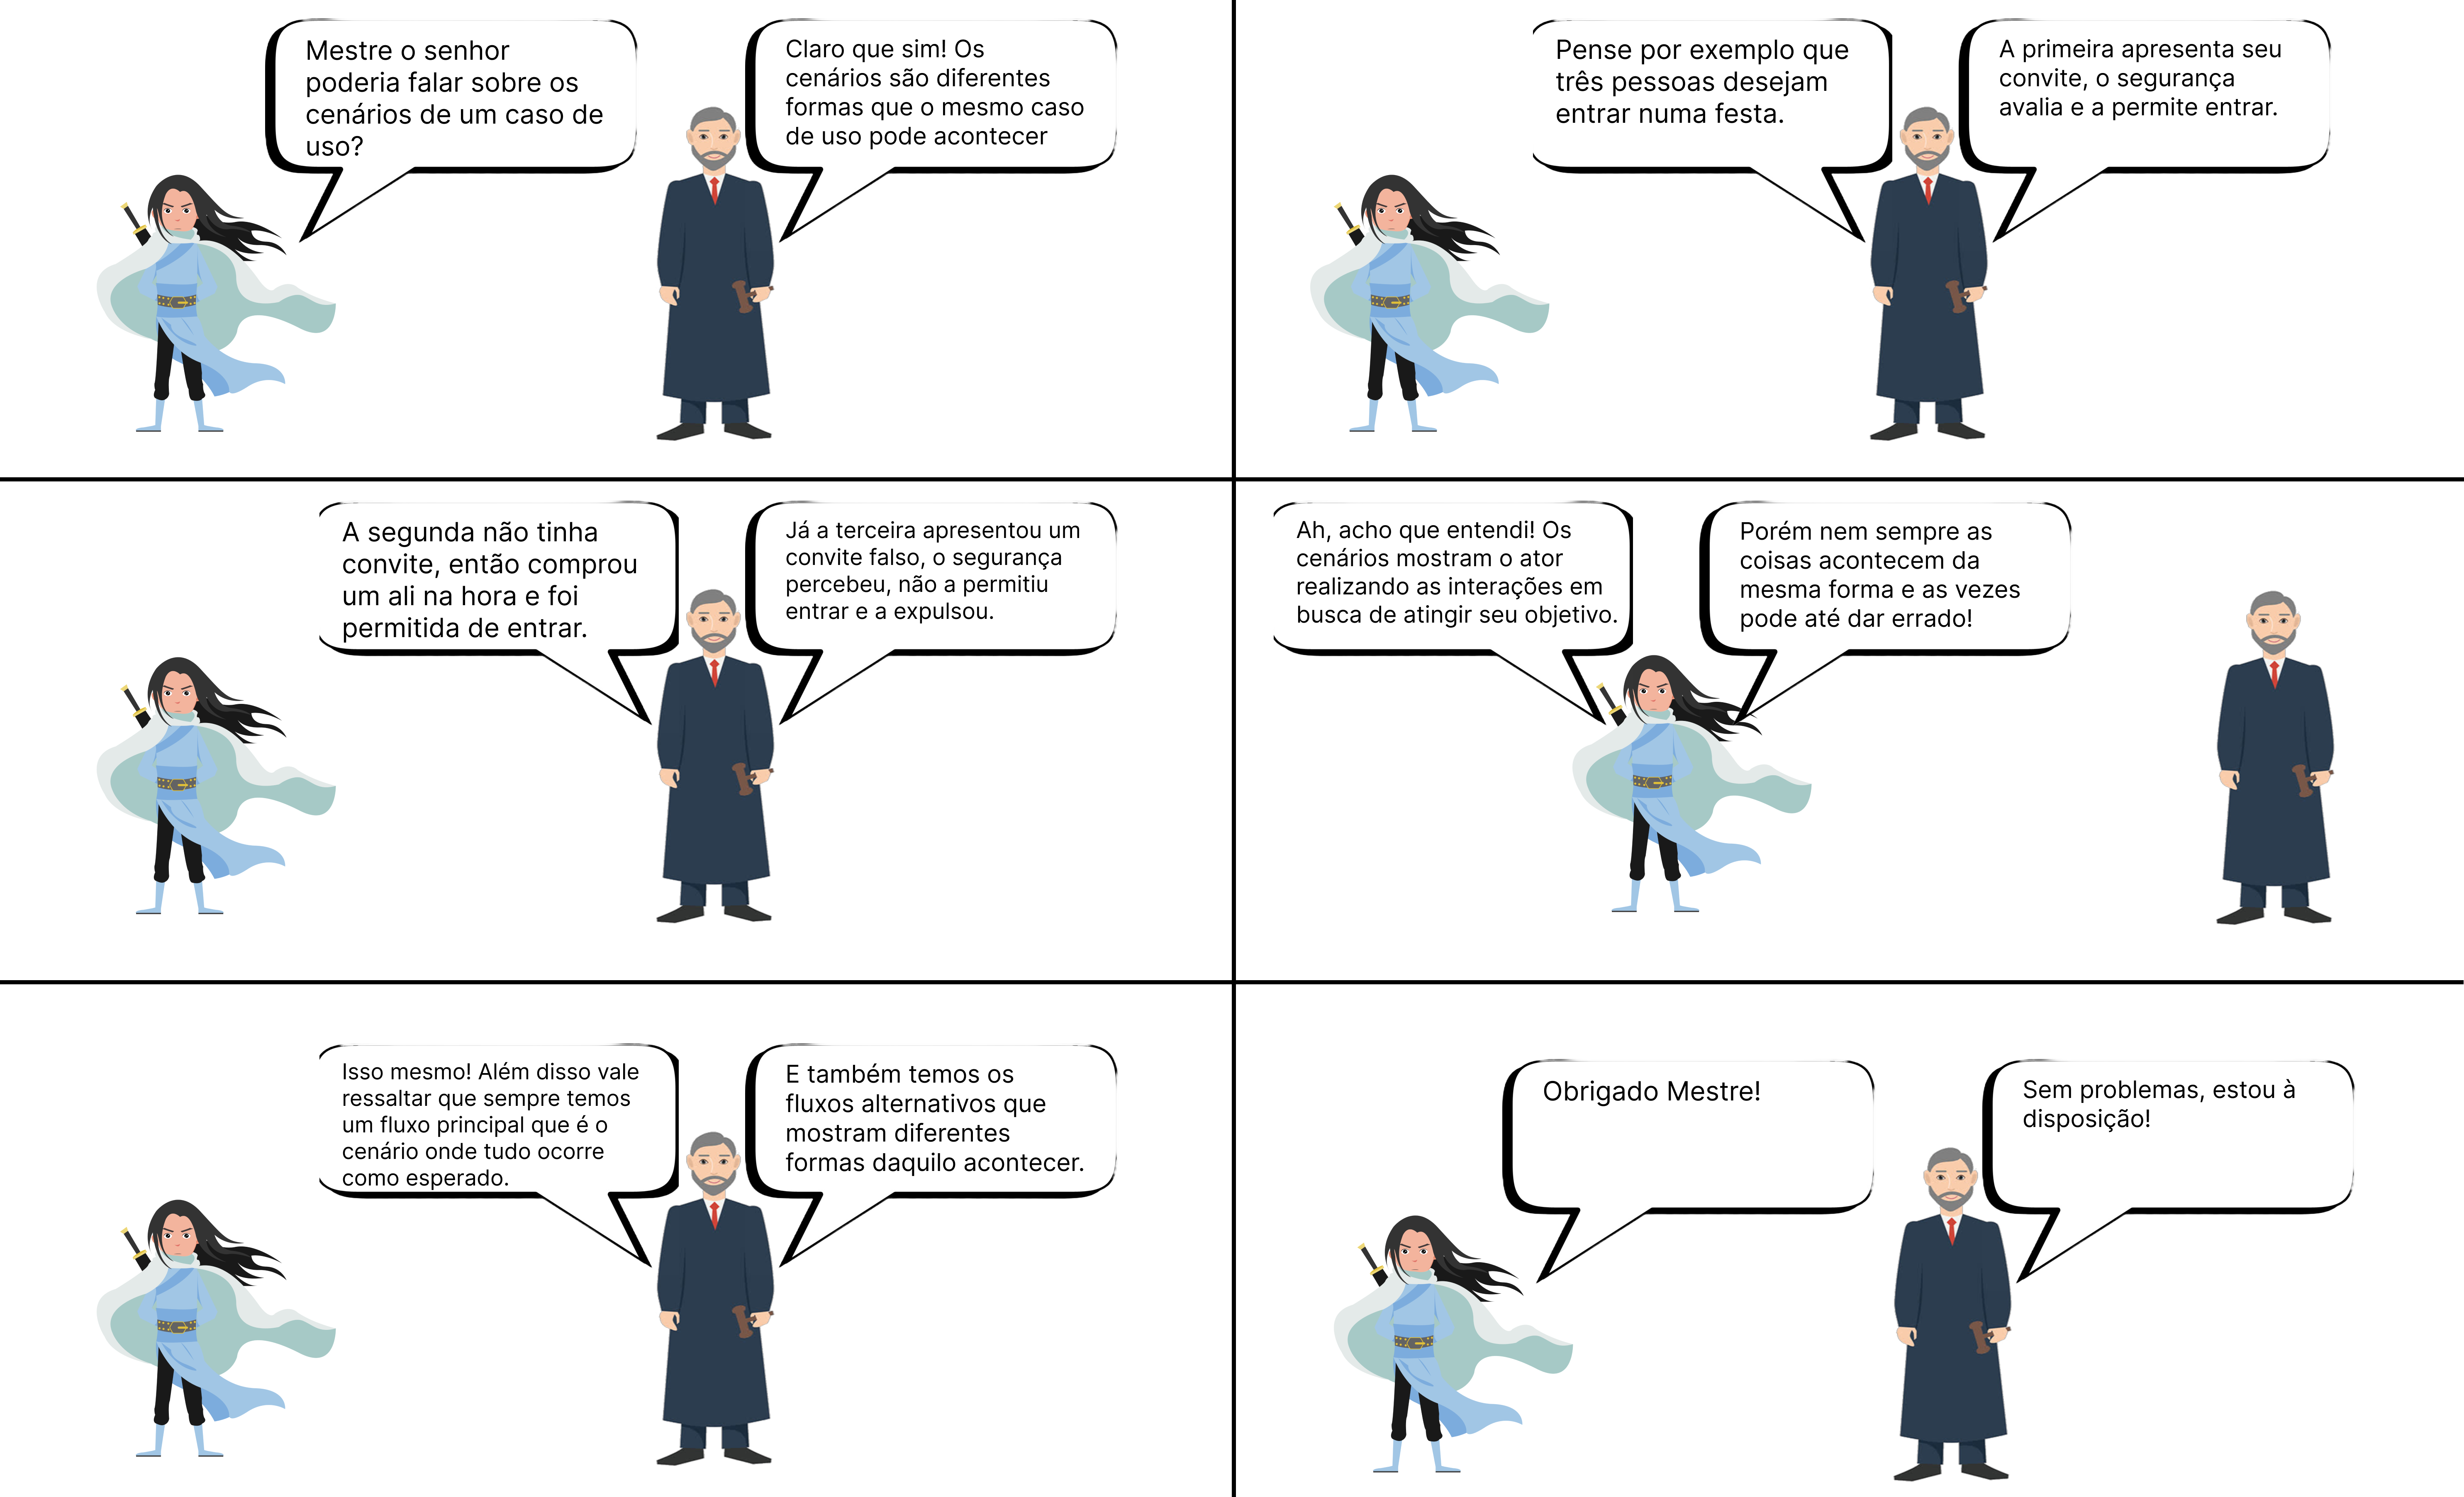 Mestre o senhor
poderia falar sobre os
cenários de um caso de
uso?
Claro que sim! Os
cenários são diferentes
formas que o mesmo caso
de uso pode acontecer
Pense por exemplo que
três pessoas desejam
entrar numa festa.
A primeira apresenta seu
convite, o segurança
avalia e a permite entrar.
A segunda não tinha
convite, então comprou
um ali na hora e foi
permitida de entrar.
Já a terceira apresentou um
convite falso, o segurança
percebeu, não a permitiu
entrar e a expulsou.
Ah, acho que entendi! Os
cenários mostram o ator
realizando as interações em
busca de atingir seu objetivo.
Porém nem sempre as
coisas acontecem da
mesma forma e as vezes
pode até dar errado!
Isso mesmo! Além disso vale
ressaltar que sempre temos
um fluxo principal que é o
cenário onde tudo ocorre
como esperado.
E também temos os
fluxos alternativos que
mostram diferentes
formas daquilo acontecer.
Obrigado Mestre!
Sem problemas, estou à
disposição!